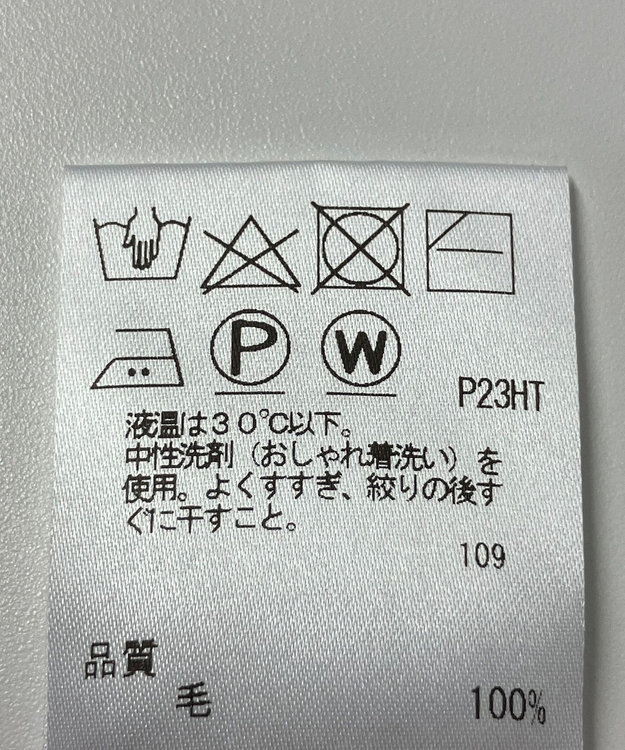 P
W
P23HT
液温は30℃以下。
中性洗剤（おしゃれ着洗い）を
使用。よくすすぎ、絞りの後す
ぐに干すこと。
109
品質
毛 100%